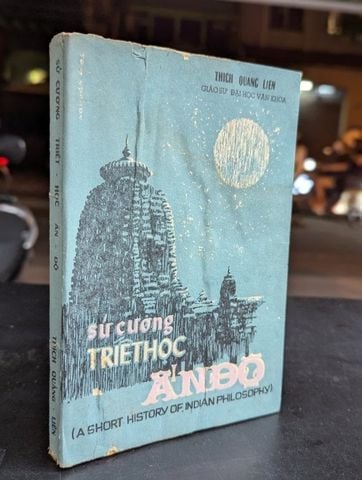 THÍCH QUẢNG LIÊN
GIÁO SƯ ĐẠI HỌC VĂN KHOA
sử cương
TRIẾT HỌC
ẤN ĐỘ
(A SHORT HISTORY OF INDIAN PHILOSOPHY)
SỬ CƯƠNG TRIẾT - HỌC ẤN - ĐỘ THÍCH QUẢNG - LIÊN